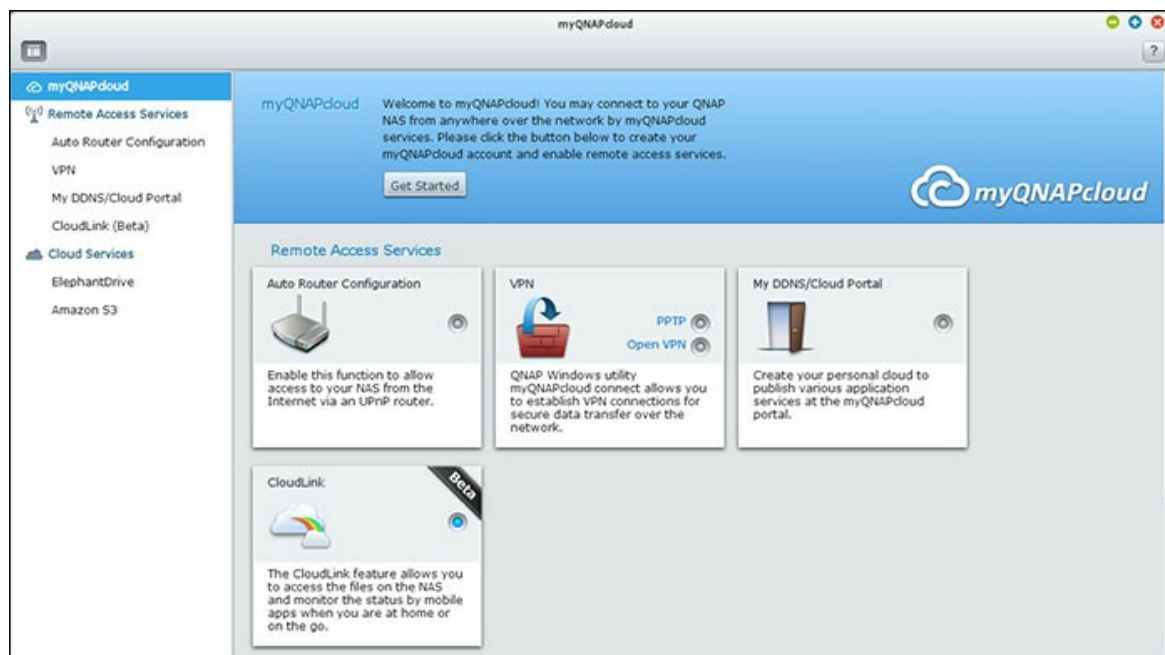 myQNAPcloud
?
myQNAPcloud
Remote Access Services
Auto Router Configuration
VPN
My DDNS/Cloud Portal
CloudLink (Beta)
Cloud Services
ElephantDrive
Amazon S3
myQNAPcloud
Welcome to myQNAPcloud! You may connect to your QNAP
NAS from anywhere over the network by myQNAPcloud
services. Please click the button below to create your
myQNAPcloud account and enable remote access services.
Get Started
myQNAPcloud
Remote Access Services
Auto Router Configuration
Enable this function to allow
access to your NAS from the
Internet via an UPnP router.
VPN
PPTP
Open VPN
QNAP Windows utility
myQNAPcloud connect allows you
to establish VPN connections for
secure data transfer over the
network.
My DDNS/Cloud Portal
Create your personal cloud to
publish various application
services at the myQNAPcloud
portal.
CloudLink
Beta
The CloudLink feature allows you
to access the files on the NAS
and monitor the status by mobile
apps when you are at home or
on the go.